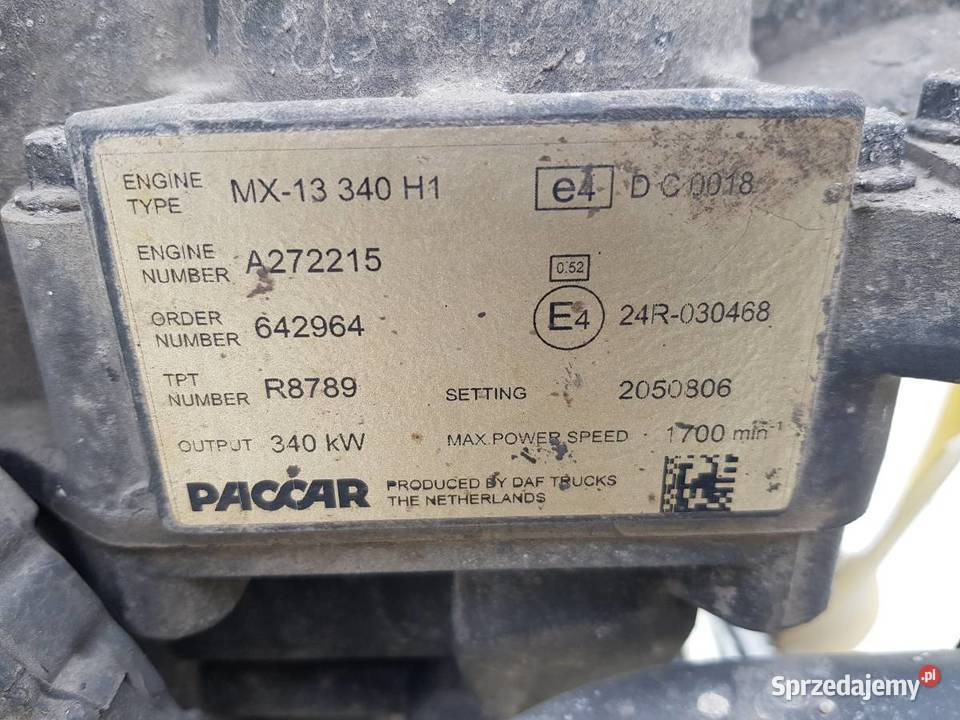 ENGINE TYPE MX-13 340 H1 e4 D C 0018
ENGINE NUMBER A272215 0.52
ORDER NUMBER 642964 E4 24R-030468
TPT NUMBER R8789 SETTING 2050806
OUTPUT 340 kW MAX.POWER SPEED 1700 min-1
PACCAR PRODUCED BY DAF TRUCKS
THE NETHERLANDS
Sprzedajemy.pl